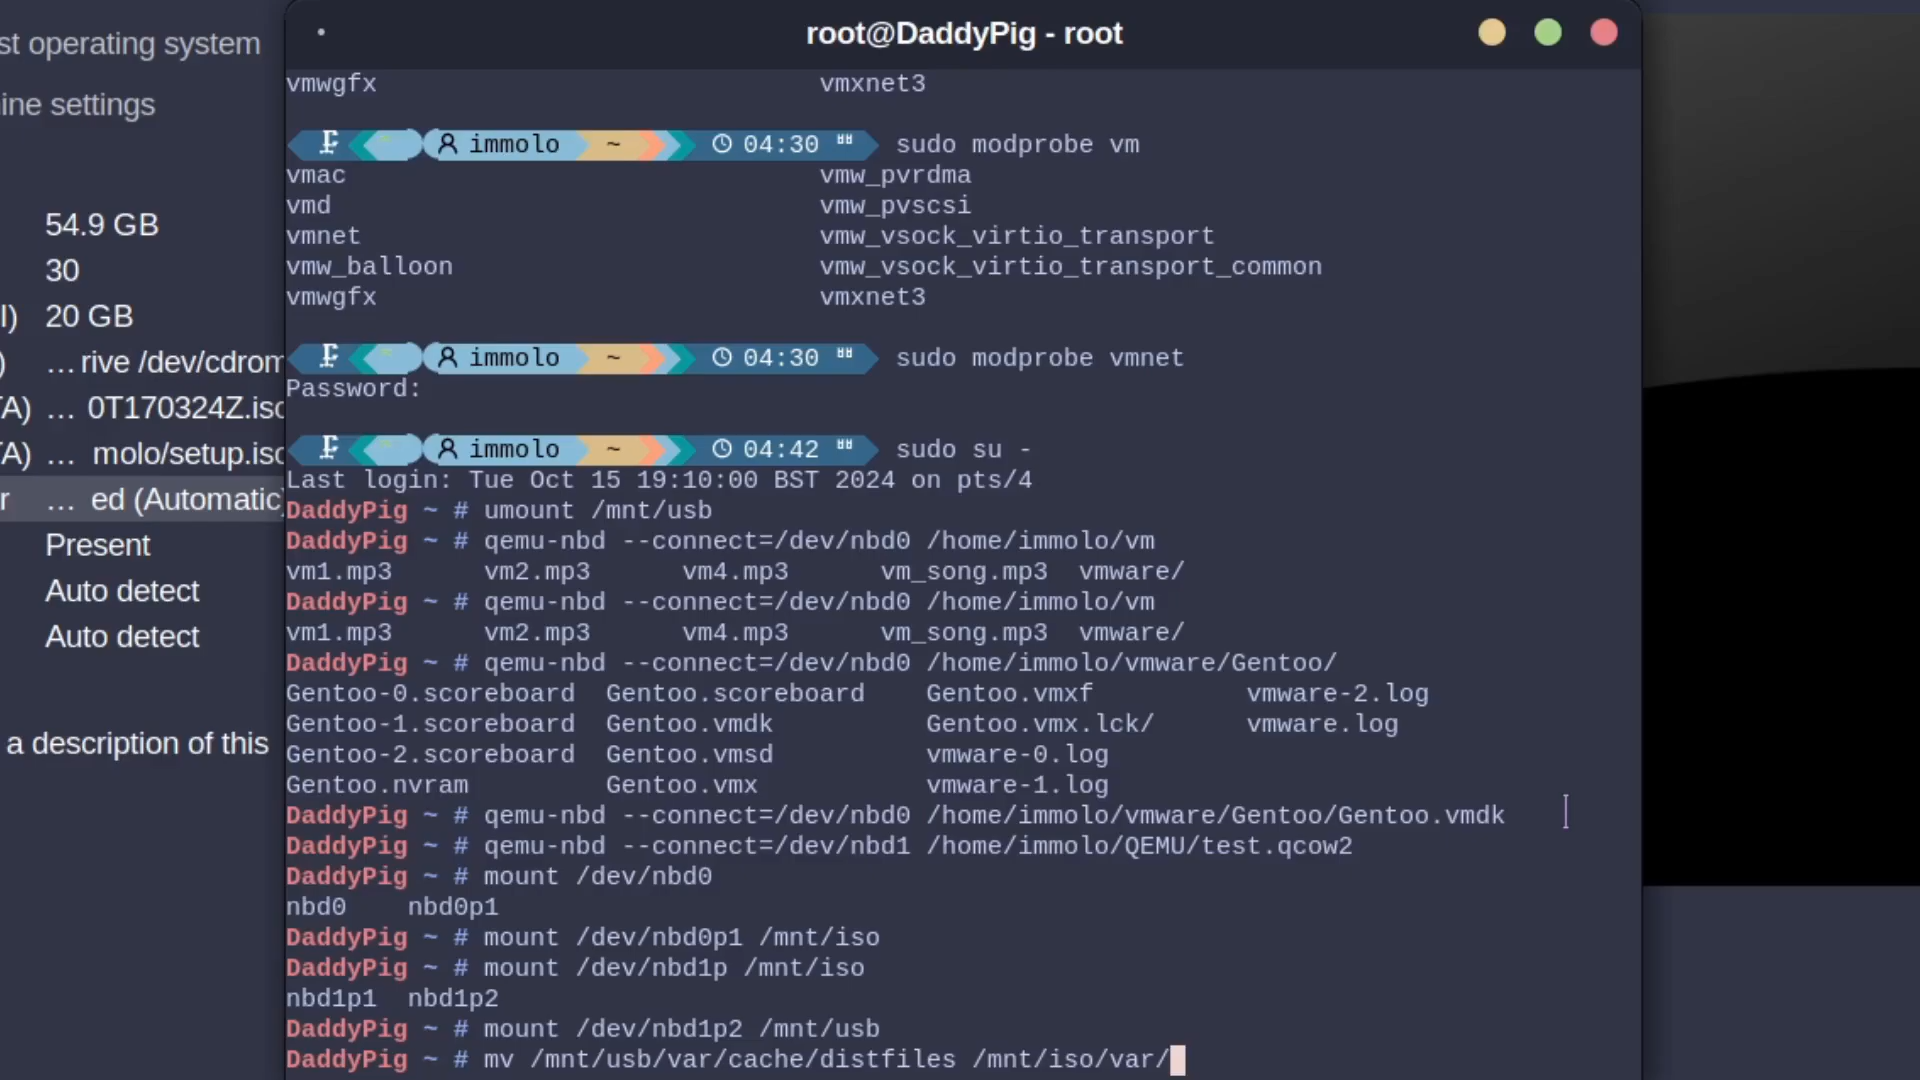 root@DaddyPig - root
st operating system
ine settings
54.9 GB
30
I) 20 GB
) ... rive /dev/cdrom
TA) ... 0T170324Z.iso
TA) ... molo/setup.iso
r ... ed (Automatic)
Present
Auto detect
Auto detect
a description of this
vmwgfx vmxnet3
immolo ~ 04:30 sudo modprobe vm
vmac vmw_pvrdma
vmd vmw_pvscsi
vmnet vmw_vsock_virtio_transport
vmw_balloon vmw_vsock_virtio_transport_common
vmwgfx vmxnet3
immolo ~ 04:30 sudo modprobe vmnet
Password:
immolo ~ 04:42 sudo su -
Last login: Tue Oct 15 19:10:00 BST 2024 on pts/4
DaddyPig ~ # umount /mnt/usb
DaddyPig ~ # qemu-nbd --connect=/dev/nbd0 /home/immolo/vm
vm1.mp3 vm2.mp3 vm4.mp3 vm_song.mp3 vmware/
DaddyPig ~ # qemu-nbd --connect=/dev/nbd0 /home/immolo/vm
vm1.mp3 vm2.mp3 vm4.mp3 vm_song.mp3 vmware/
DaddyPig ~ # qemu-nbd --connect=/dev/nbd0 /home/immolo/vmware/Gentoo/
Gentoo-0.scoreboard Gentoo.scoreboard Gentoo.vmxf vmware-2.log
Gentoo-1.scoreboard Gentoo.vmdk Gentoo.vmx.lck/ vmware.log
Gentoo-2.scoreboard Gentoo.vmsd vmware-0.log
Gentoo.nvram Gentoo.vmx vmware-1.log
DaddyPig ~ # qemu-nbd --connect=/dev/nbd0 /home/immolo/vmware/Gentoo/Gentoo.vmdk
DaddyPig ~ # qemu-nbd --connect=/dev/nbd1 /home/immolo/QEMU/test.qcow2
DaddyPig ~ # mount /dev/nbd0
nbd0 nbd0p1
DaddyPig ~ # mount /dev/nbd0p1 /mnt/iso
DaddyPig ~ # mount /dev/nbd1p /mnt/iso
nbd1p1 nbd1p2
DaddyPig ~ # mount /dev/nbd1p2 /mnt/usb
DaddyPig ~ # mv /mnt/usb/var/cache/distfiles /mnt/iso/var/